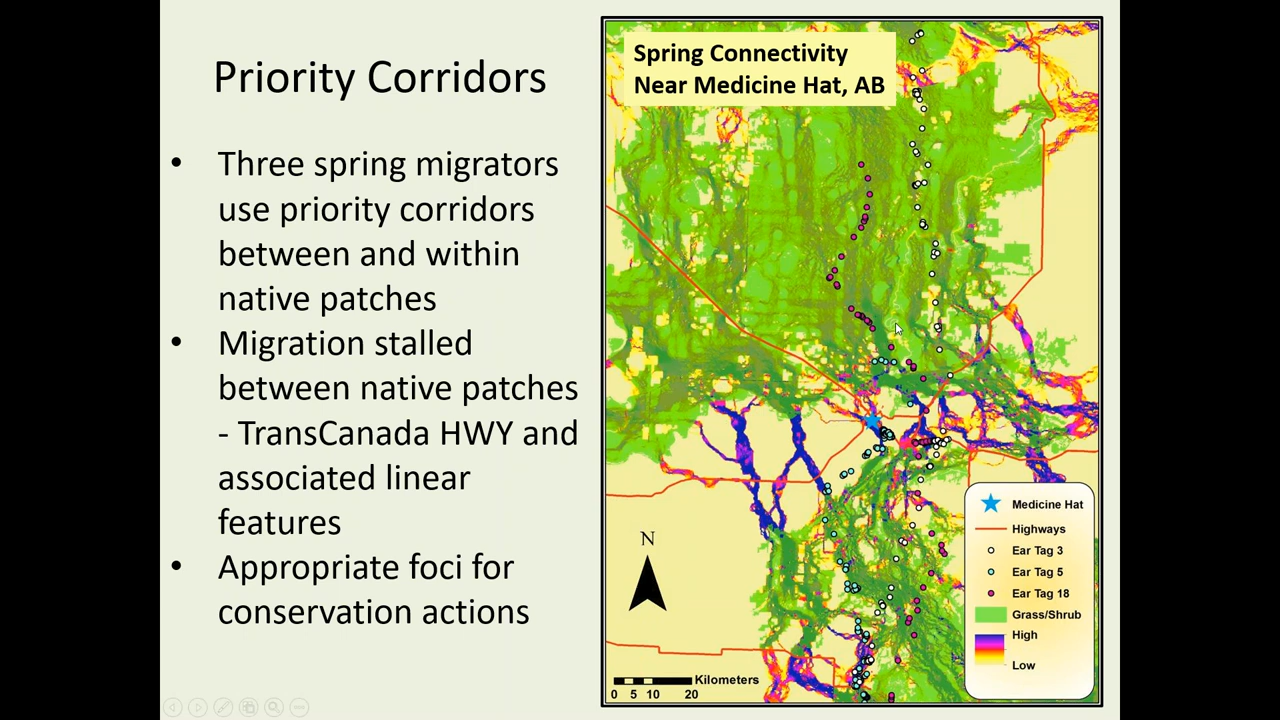 Priority Corridors
• Three spring migrators
use priority corridors
between and within
native patches
• Migration stalled
between native patches
- TransCanada HWY and
associated linear
features
• Appropriate foci for
conservation actions
Spring Connectivity
Near Medicine Hat, AB
N
Kilometers
0 5 10 20
Medicine Hat
Highways
Ear Tag 3
Ear Tag 5
Ear Tag 18
Grass/Shrub
High
Low